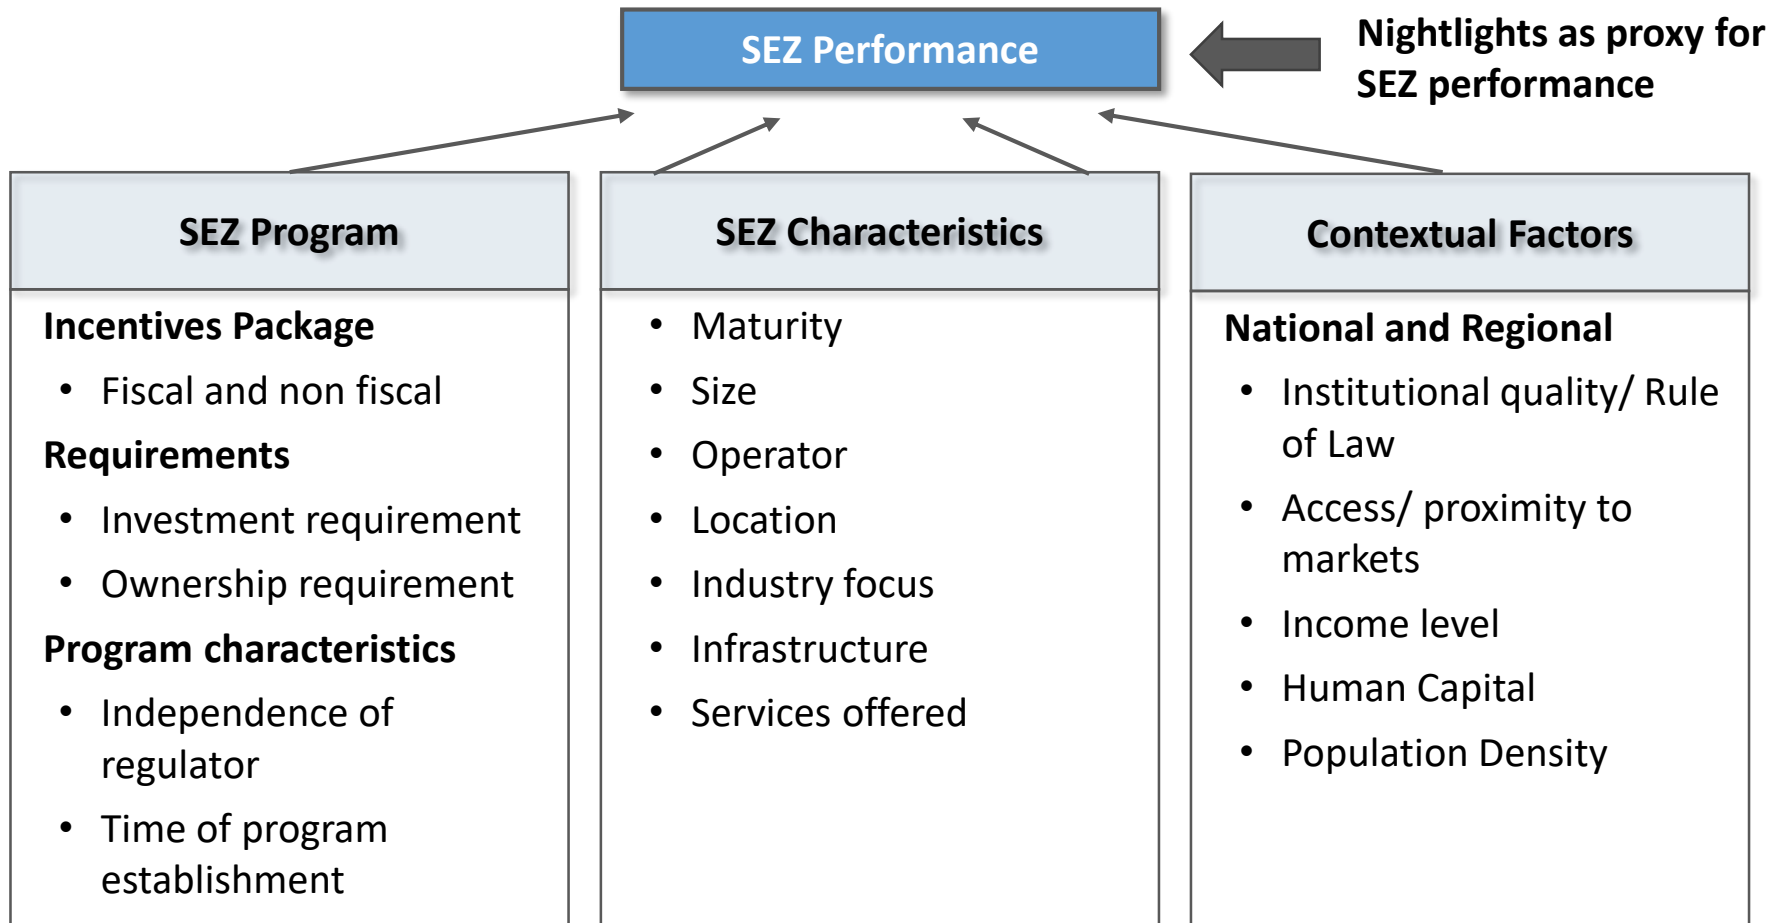 SEZ Performance
Nightlights as proxy for
SEZ performance
SEZ Program
Incentives Package
• Fiscal and non fiscal
Requirements
• Investment requirement
• Ownership requirement
Program characteristics
• Independence of
regulator
• Time of program
establishment
SEZ Characteristics
• Maturity
• Size
• Operator
• Location
• Industry focus
• Infrastructure
• Services offered
Contextual Factors
National and Regional
• Institutional quality/ Rule
of Law
• Access/ proximity to
markets
• Income level
• Human Capital
• Population Density